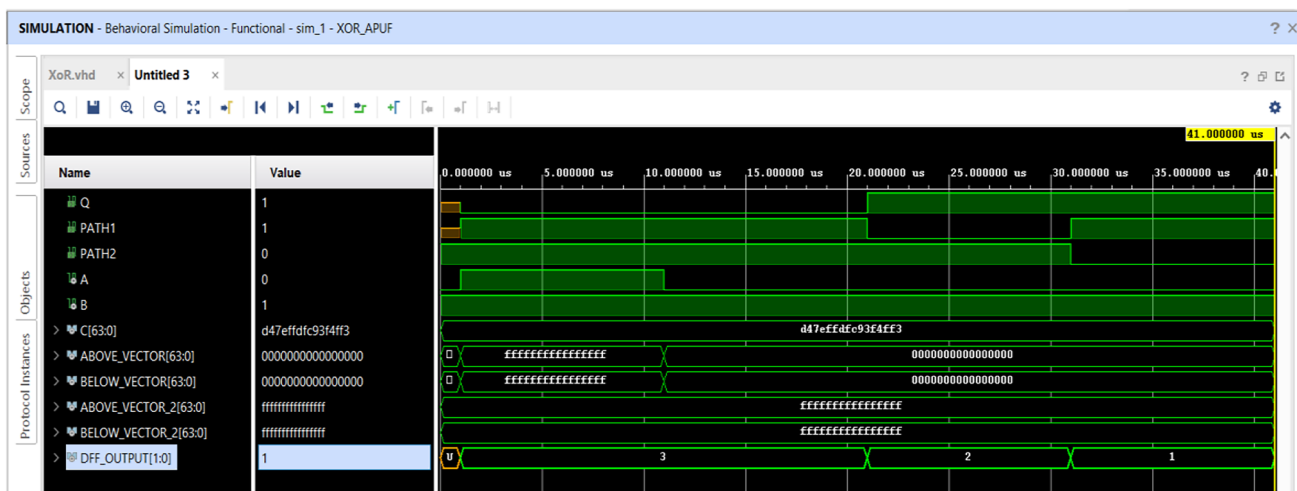 SIMULATION - Behavioral Simulation - Functional - sim_1 - XOR_APUF
? ×
Scope
Sources
Objects
Protocol Instances
XoR.vhd × Untitled 3 ×
?
41.000000 us
Name Value
0.000000 us 5.000000 us 10.000000 us 15.000000 us 20.000000 us 25.000000 us 30.000000 us 35.000000 us 40.
Q 1
PATH1 1
PATH2 0
A 0
B 1
> C[63:0] d47effdfc93f4ff3 d47effdfc93f4ff3
> ABOVE_VECTOR[63:0] 0000000000000000 ffffffffffffffff 0000000000000000
> BELOW_VECTOR[63:0] 0000000000000000 ffffffffffffffff 0000000000000000
> ABOVE_VECTOR_2[63:0] ffffffffffffffff ffffffffffffffff
> BELOW_VECTOR_2[63:0] ffffffffffffffff ffffffffffffffff
> DFF_OUTPUT[1:0] 1 U 3 2 1